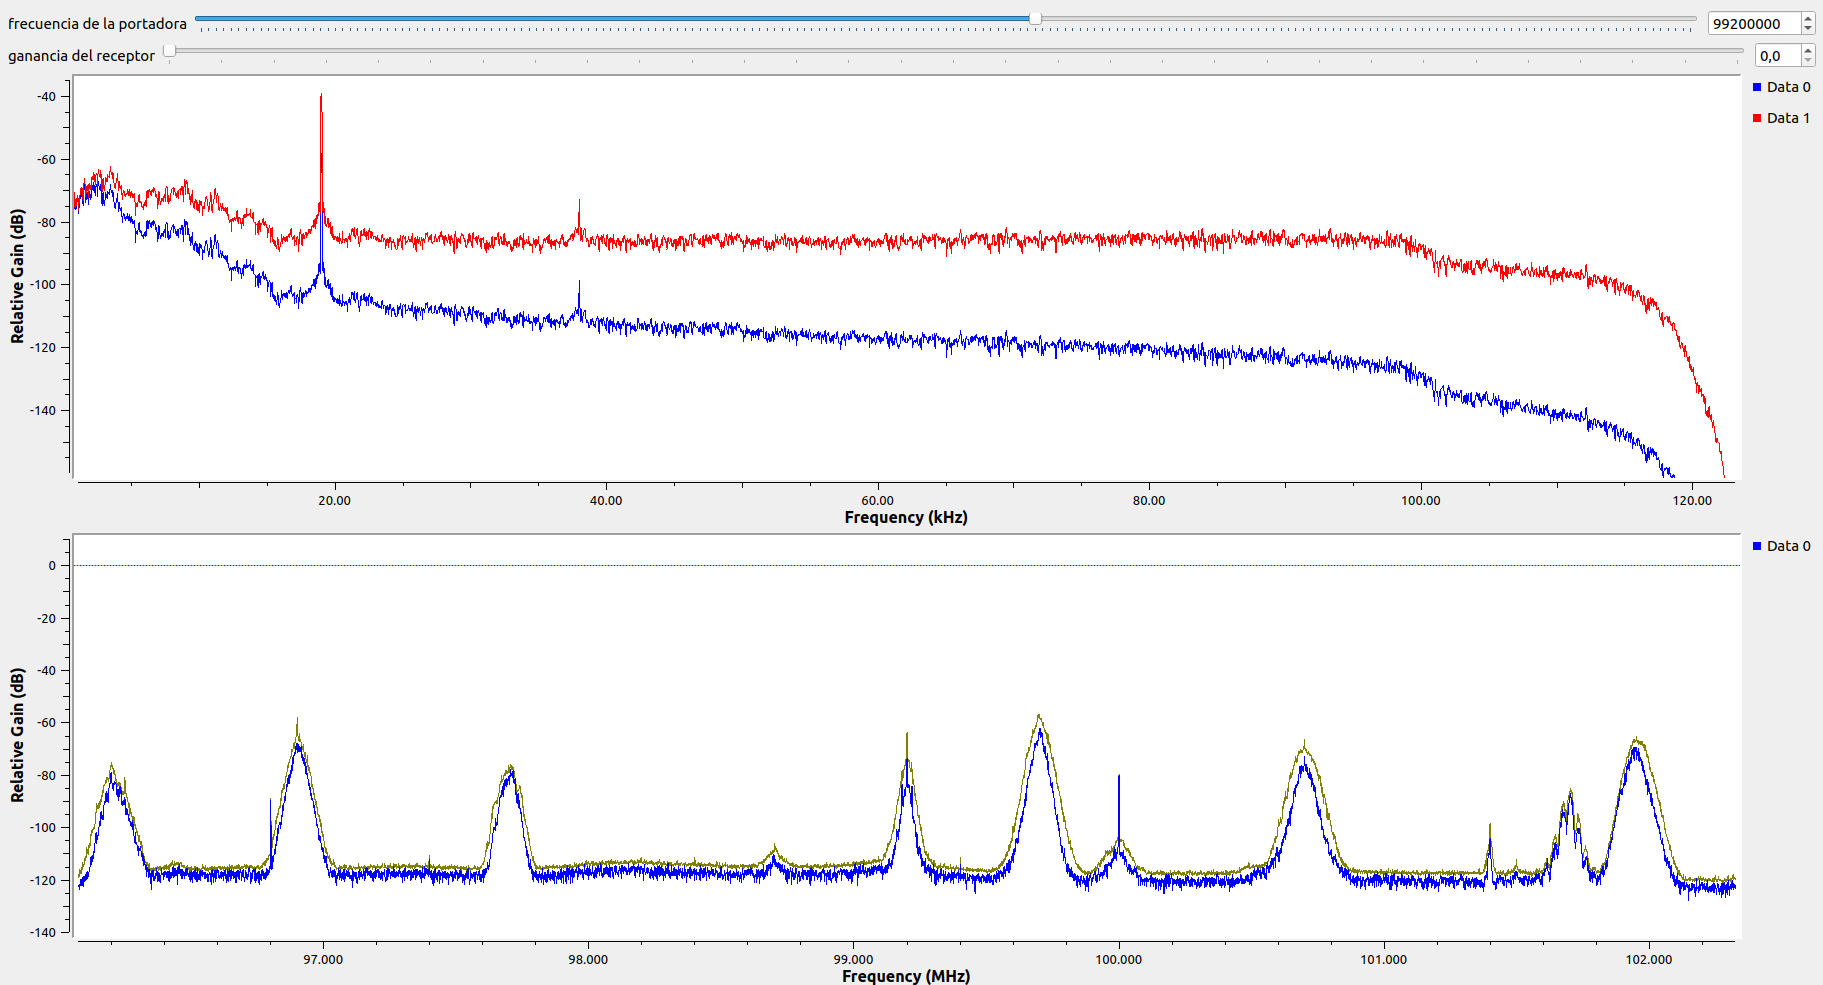 frecuencia de la portadora
99200000
ganancia del receptor
0,0
Data 0
Data 1
Relative Gain (dB)
-40
-60
-80
-100
-120
-140
20.00 40.00 60.00 80.00 100.00 120.00
Frequency (kHz)
Data 0
Relative Gain (dB)
0
-20
-40
-60
-80
-100
-120
-140
97.000 98.000 99.000 100.000 101.000 102.000
Frequency (MHz)